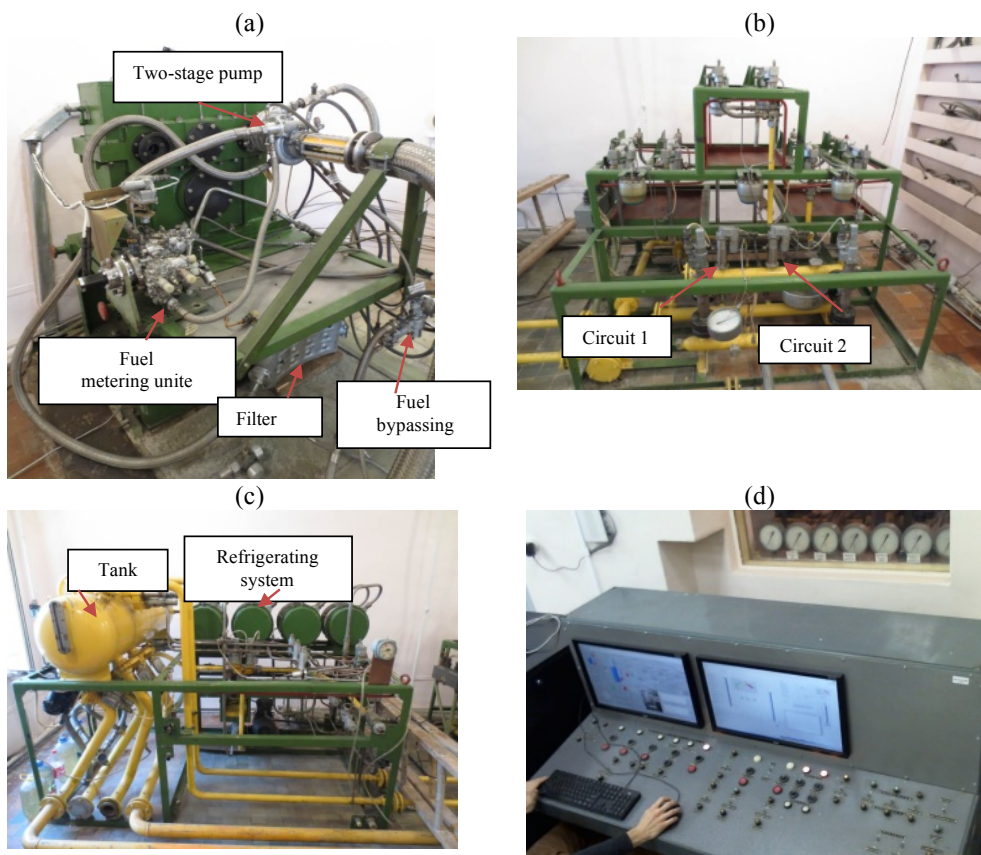 (a)
(b)
Two-stage pump
Fuel
metering unite
Filter
Fuel
bypassing
Circuit 1
Circuit 2
(c)
(d)
Tank
Refrigerating
system